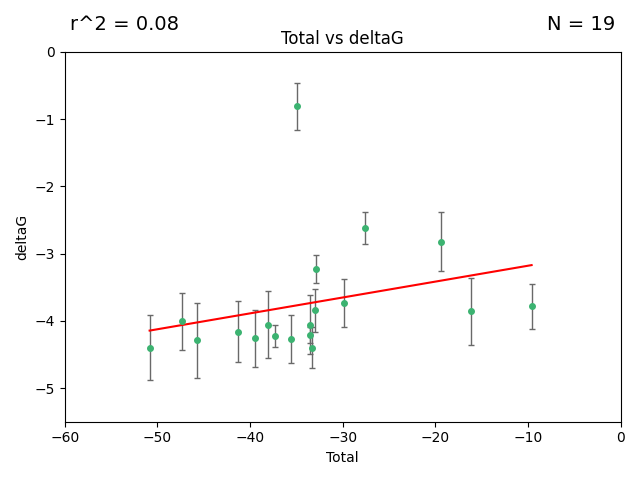 r^2 = 0.08
N = 19
Total vs deltaG
0
−1
−2
−3
−4
−5
deltaG
−60
−50
−40
−30
−20
−10
0
Total